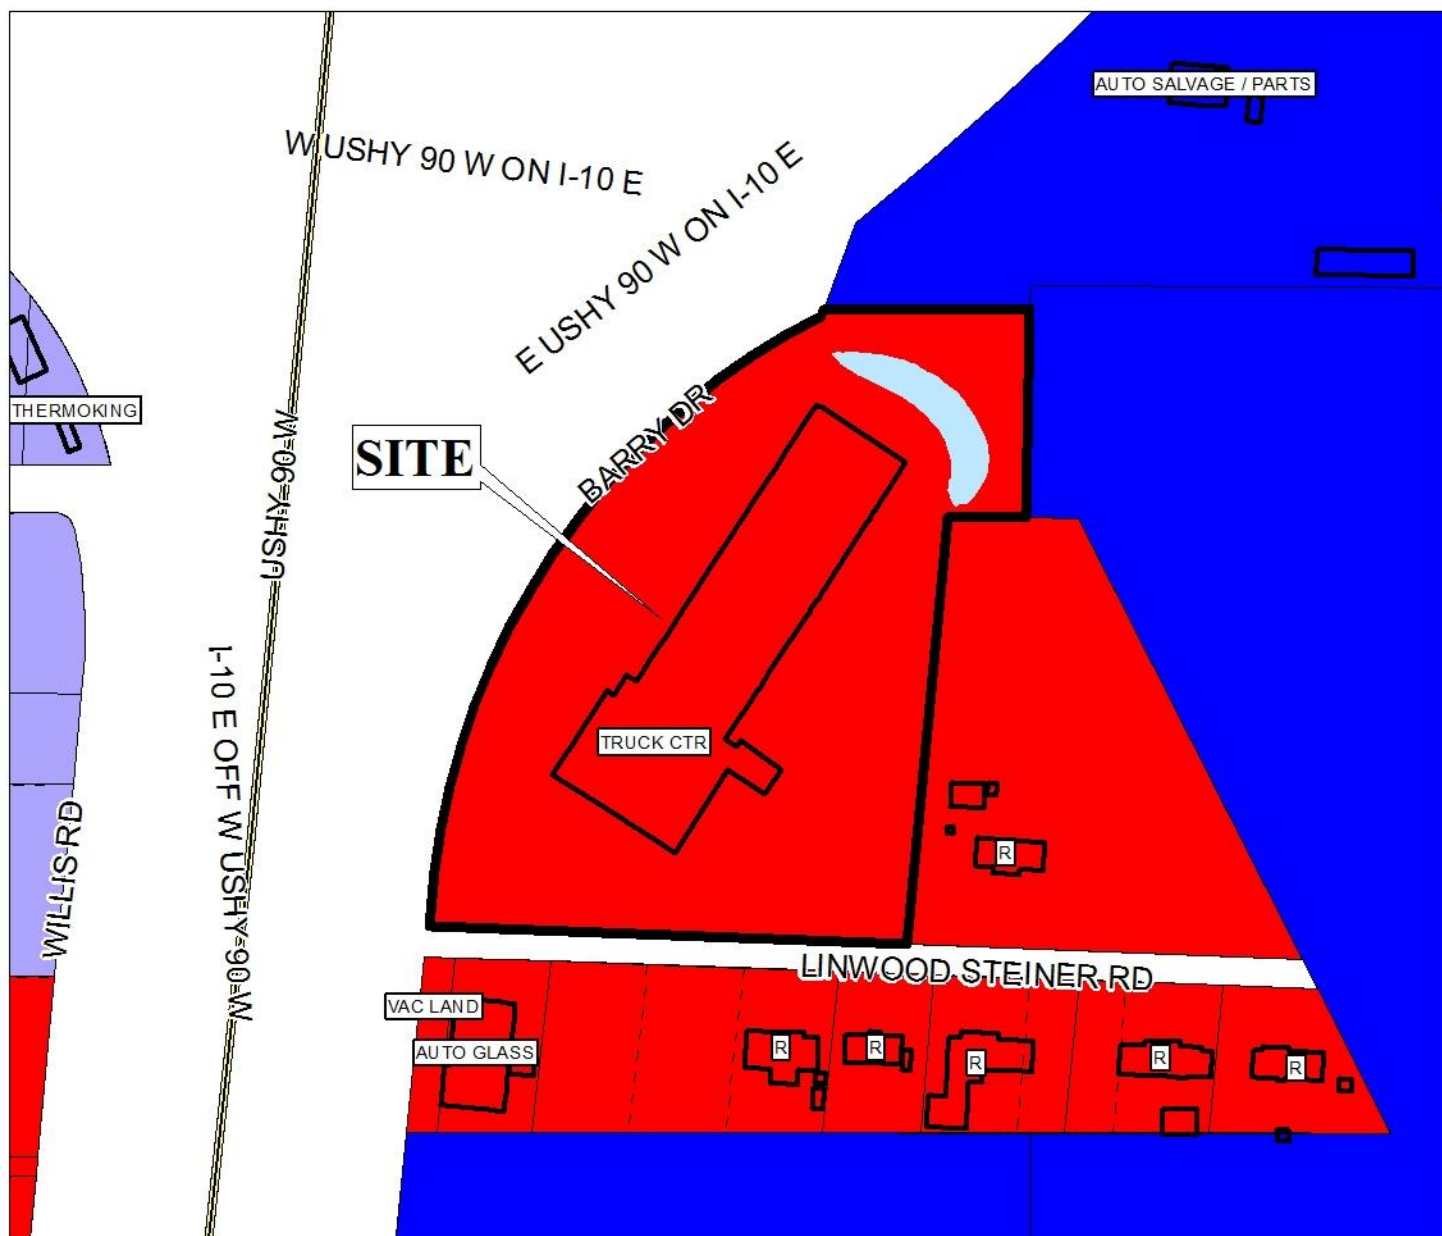 AUTO SALVAGE / PARTS
W USHY 90 W ON I-10 E
E USHY 90 W ON I-10 E
THERMOKING
USHY 90 W
BARRY DR
SITE
I-10 E OFF W USHY 90 W
TRUCK CTR
WILLIS RD
R
LINWOOD STEINER RD
VAC LAND
AUTO GLASS
R
R
R
R
R